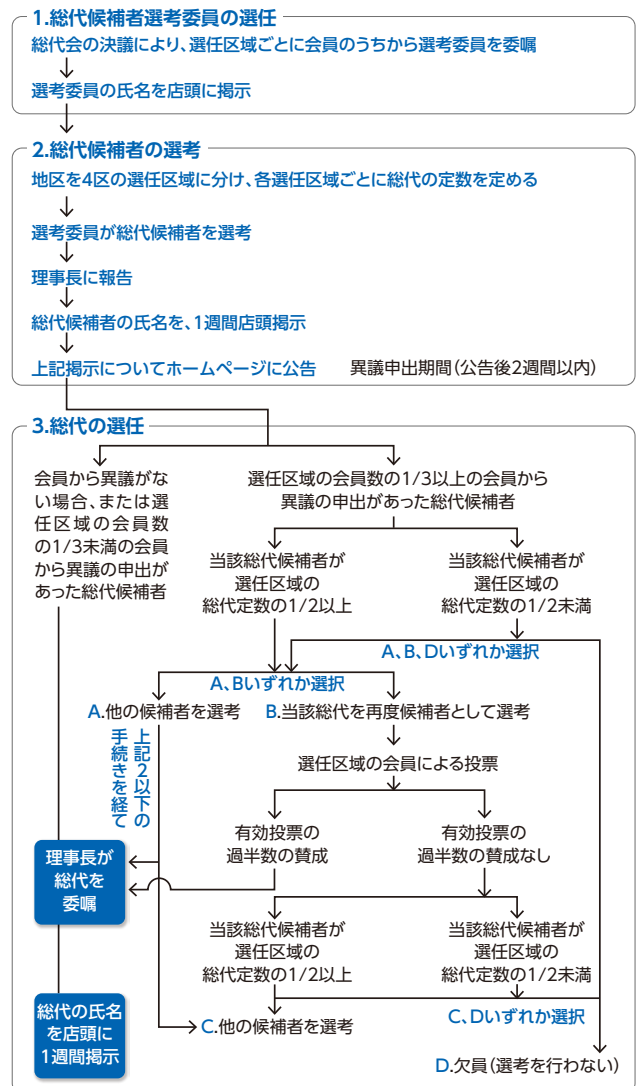 1.総代候補者選考委員の選任
総代会の決議により、選任区域ごとに会員のうちから選考委員を委嘱
選考委員の氏名を店頭に掲示
2.総代候補者の選考
地区を4区の選任区域に分け、各選任区域ごとに総代の定数を定める
選考委員が総代候補者を選考
理事長に報告
総代候補者の氏名を、1週間店頭掲示
上記掲示についてホームページに公告 異議申出期間(公告後2週間以内)
3.総代の選任
会員から異議がな
い場合、または選
任区域の会員数
の1/3未満の会員
から異議の申出が
あった総代候補者
選任区域の会員数の1/3以上の会員から
異議の申出があった総代候補者
当該総代候補者が
選任区域の
総代定数の1/2以上
当該総代候補者が
選任区域の
総代定数の1/2未満
A、B、Dいずれか選択
A、Bいずれか選択
A.他の候補者を選考
B.当該総代を再度候補者として選考
上記2以下の
手続きを経て
選任区域の会員による投票
有効投票の
過半数の賛成
有効投票の
過半数の賛成なし
理事長が
総代を
委嘱
当該総代候補者が
選任区域の
総代定数の1/2以上
当該総代候補者が
選任区域の
総代定数の1/2未満
C、Dいずれか選択
C.他の候補者を選考
総代の氏名
を店頭に
1週間掲示
D.欠員(選考を行わない)